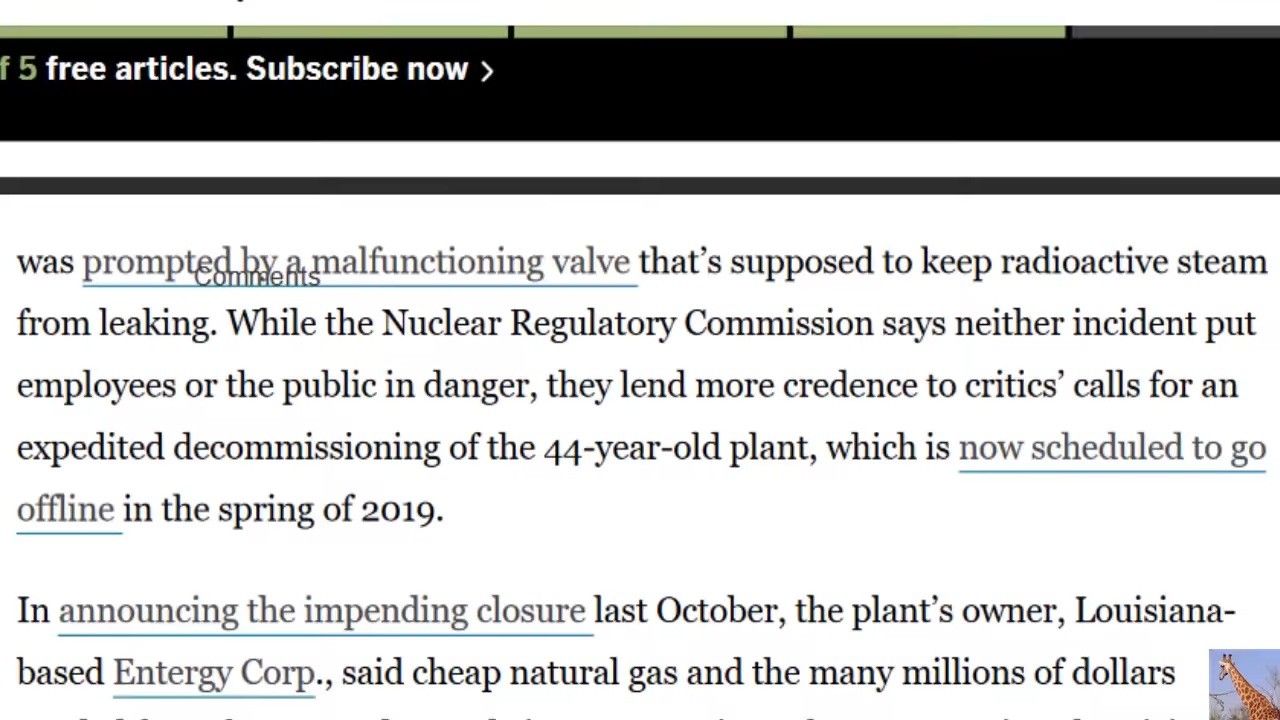 f 5 free articles. Subscribe now >
was prompted by a malfunctioning valve that’s supposed to keep radioactive steam
Comments
from leaking. While the Nuclear Regulatory Commission says neither incident put
employees or the public in danger, they lend more credence to critics’ calls for an
expedited decommissioning of the 44-year-old plant, which is now scheduled to go
offline in the spring of 2019.
In announcing the impending closure last October, the plant’s owner, Louisiana-
based Entergy Corp., said cheap natural gas and the many millions of dollars